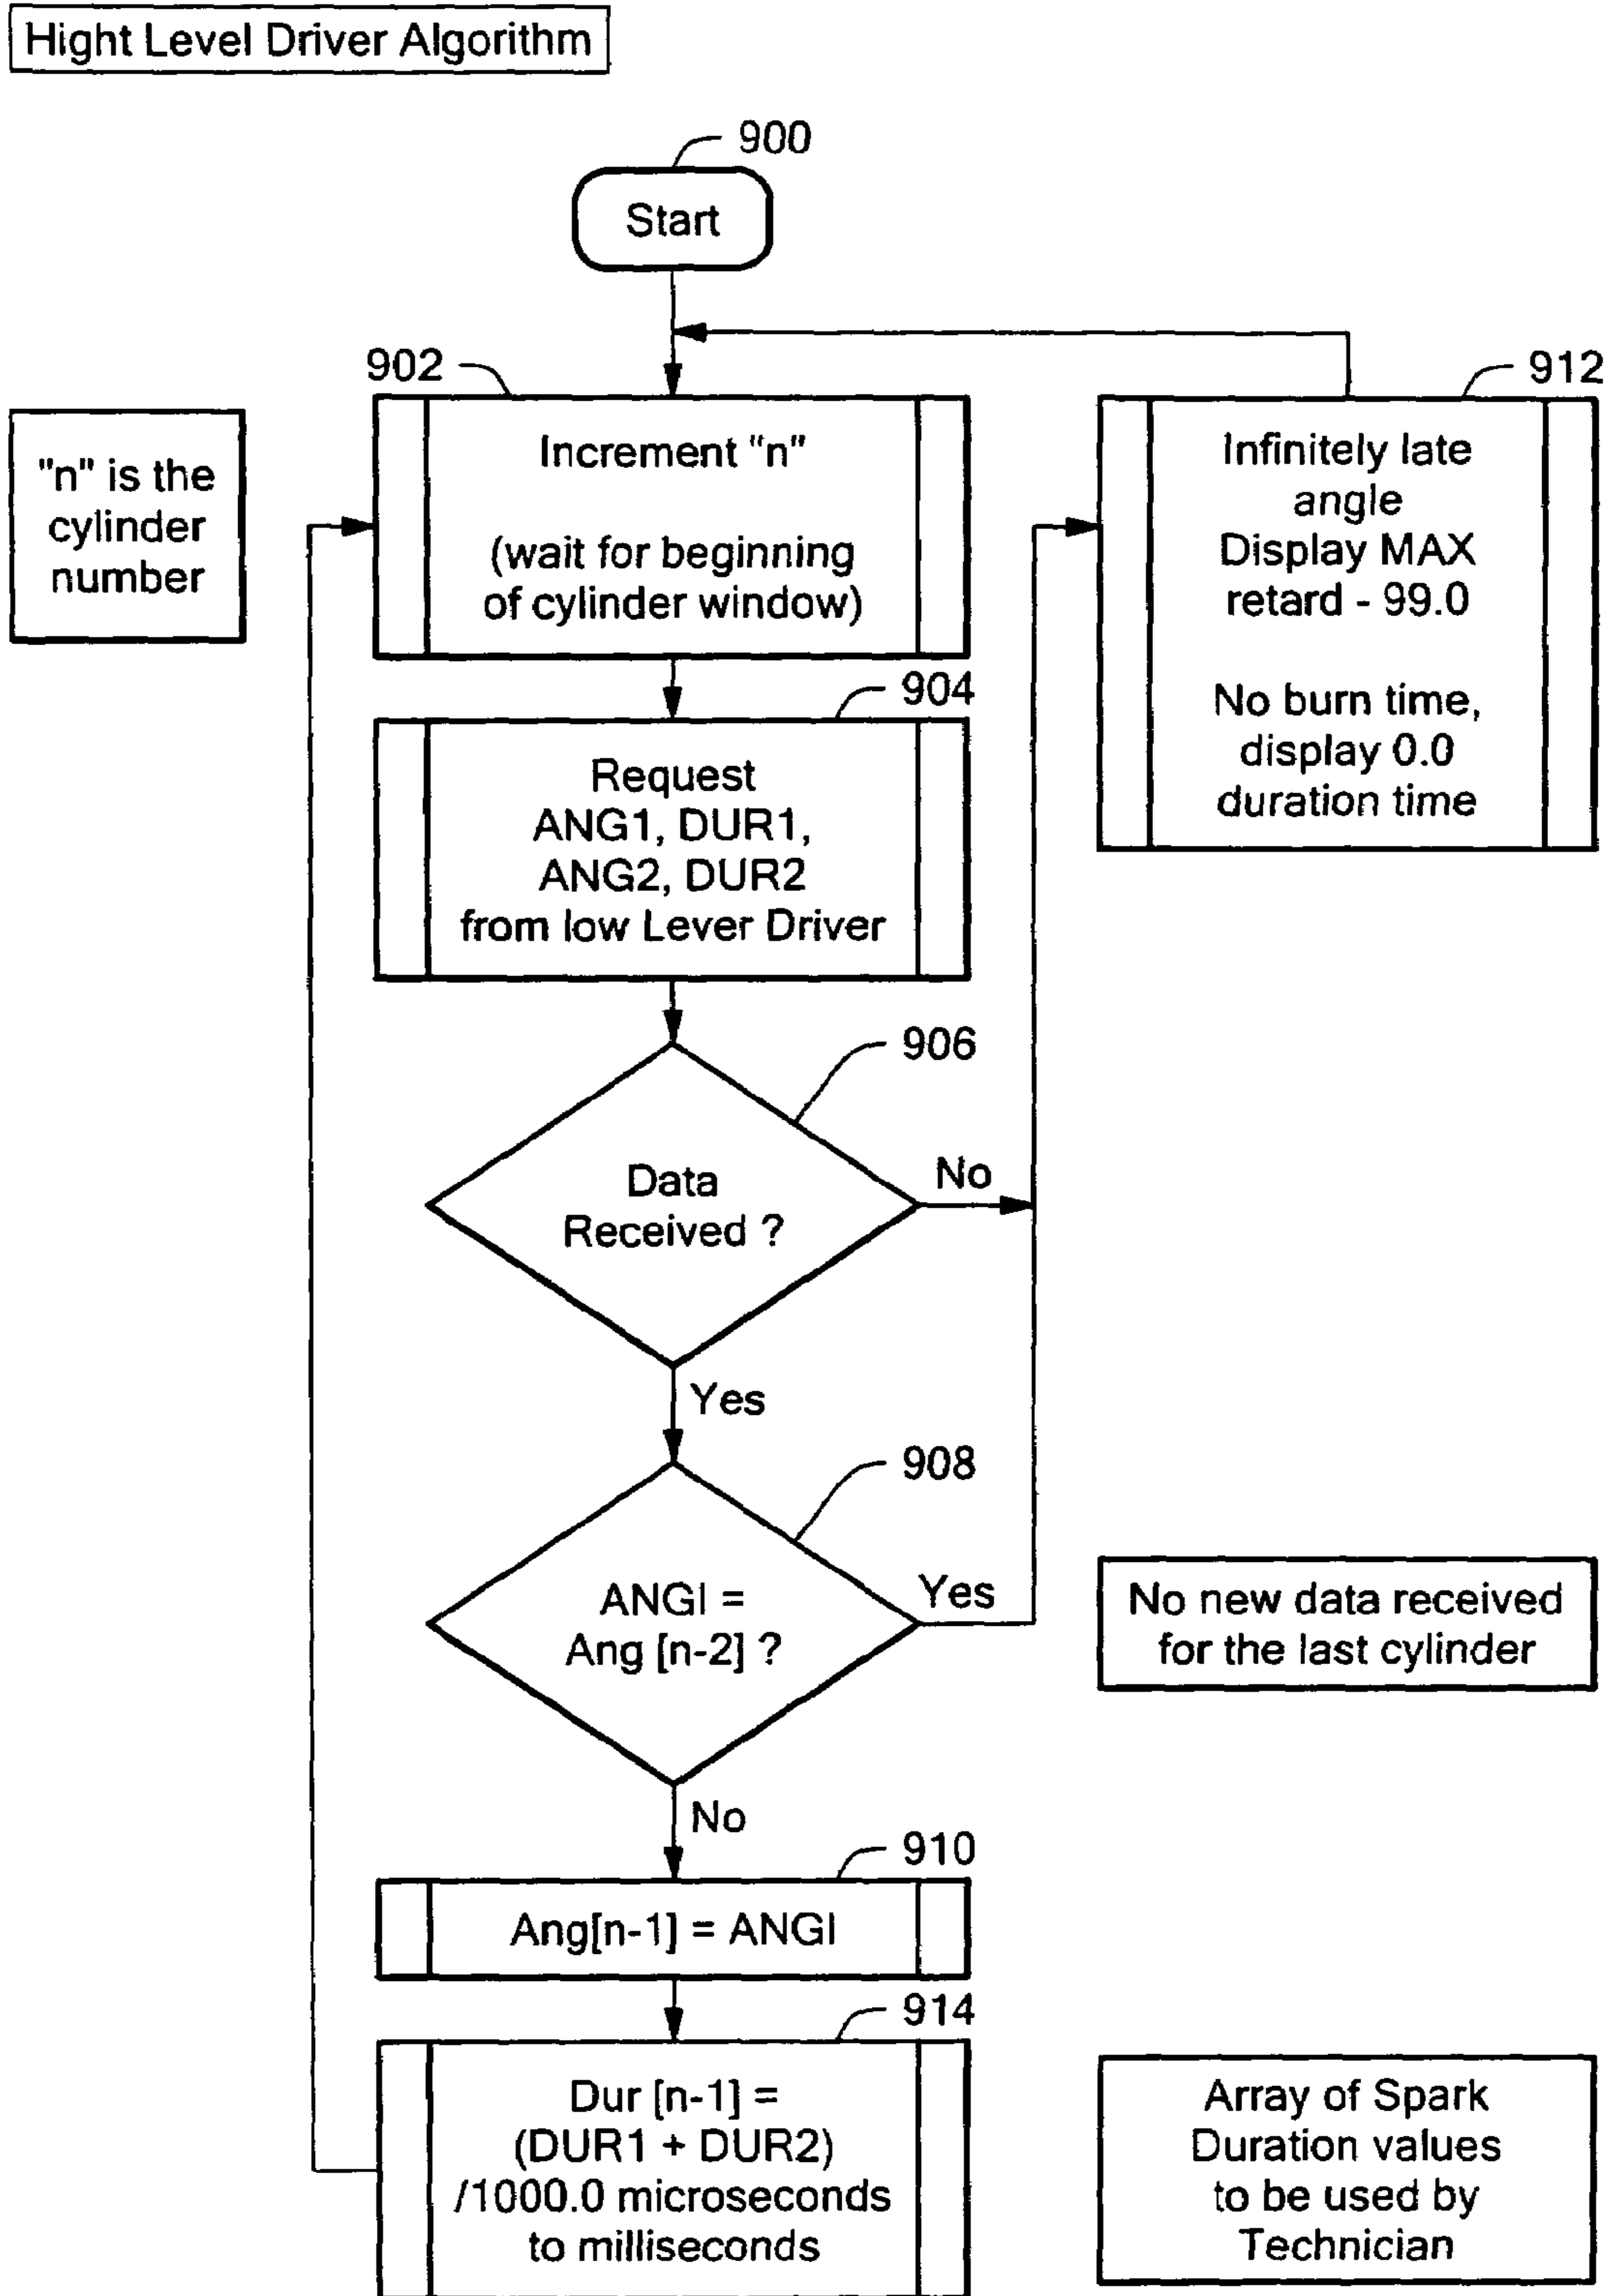 Hight Level Driver Algorithm
900
Start
902
912
"n" is the
cylinder
number
Increment "n"
(wait for beginning
of cylinder window)
Infinitely late
angle
Display MAX
retard - 99.0
No burn time,
display 0.0
duration time
904
Request
ANG1, DUR1,
ANG2, DUR2
from low Lever Driver
906
Data
Received ?
No
Yes
908
ANGI =
Ang [n-2] ?
Yes
No new data received
for the last cylinder
No
910
Ang[n-1] = ANGI
914
Dur [n-1] =
(DUR1 + DUR2)
/1000.0 microseconds
to milliseconds
Array of Spark
Duration values
to be used by
Technician